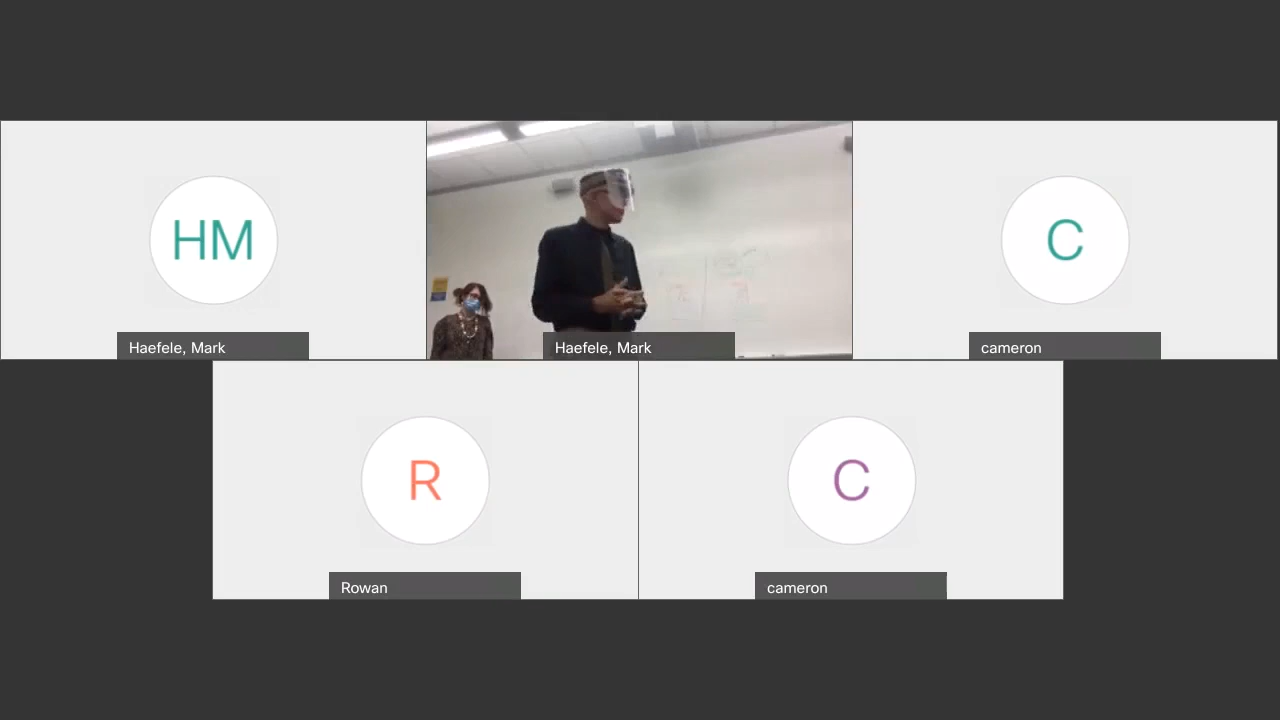 HM
C
Haefele, Mark
Haefele, Mark
cameron
R
C
Rowan
cameron